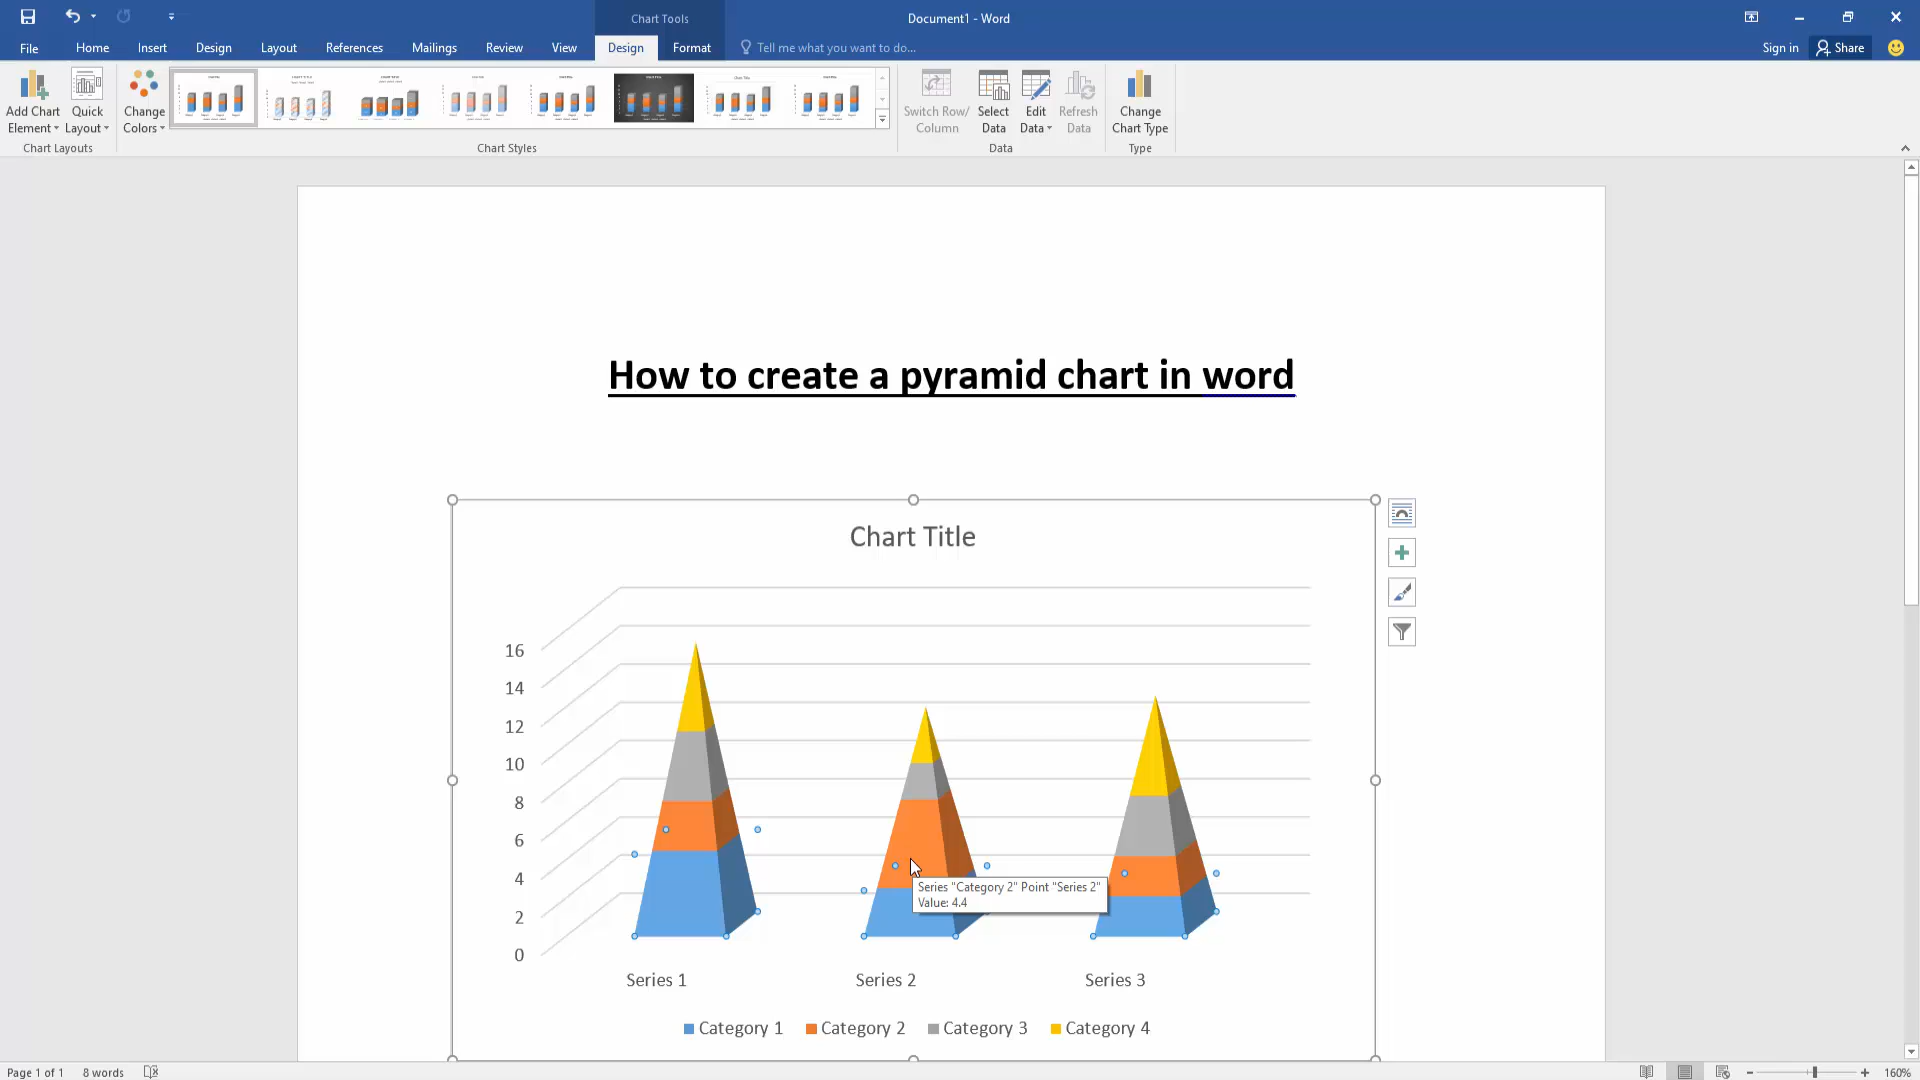 Chart Tools
Document1 - Word
File Home Insert Design Layout References Mailings Review View Design Format Tell me what you want to do... Sign in Share
Add Chart Element
Quick Layout
Change Colors
Switch Row/ Column
Select Data
Edit Data
Refresh Data
Change Chart Type
Chart Layouts Chart Styles Data Type
How to create a pyramid chart in word
Chart Title
16
14
12
10
8
6
4
2
0
Series "Category 2" Point "Series 2"
Value: 4.4
Series 1 Series 2 Series 3
Category 1 Category 2 Category 3 Category 4
Page 1 of 1 8 words 160%